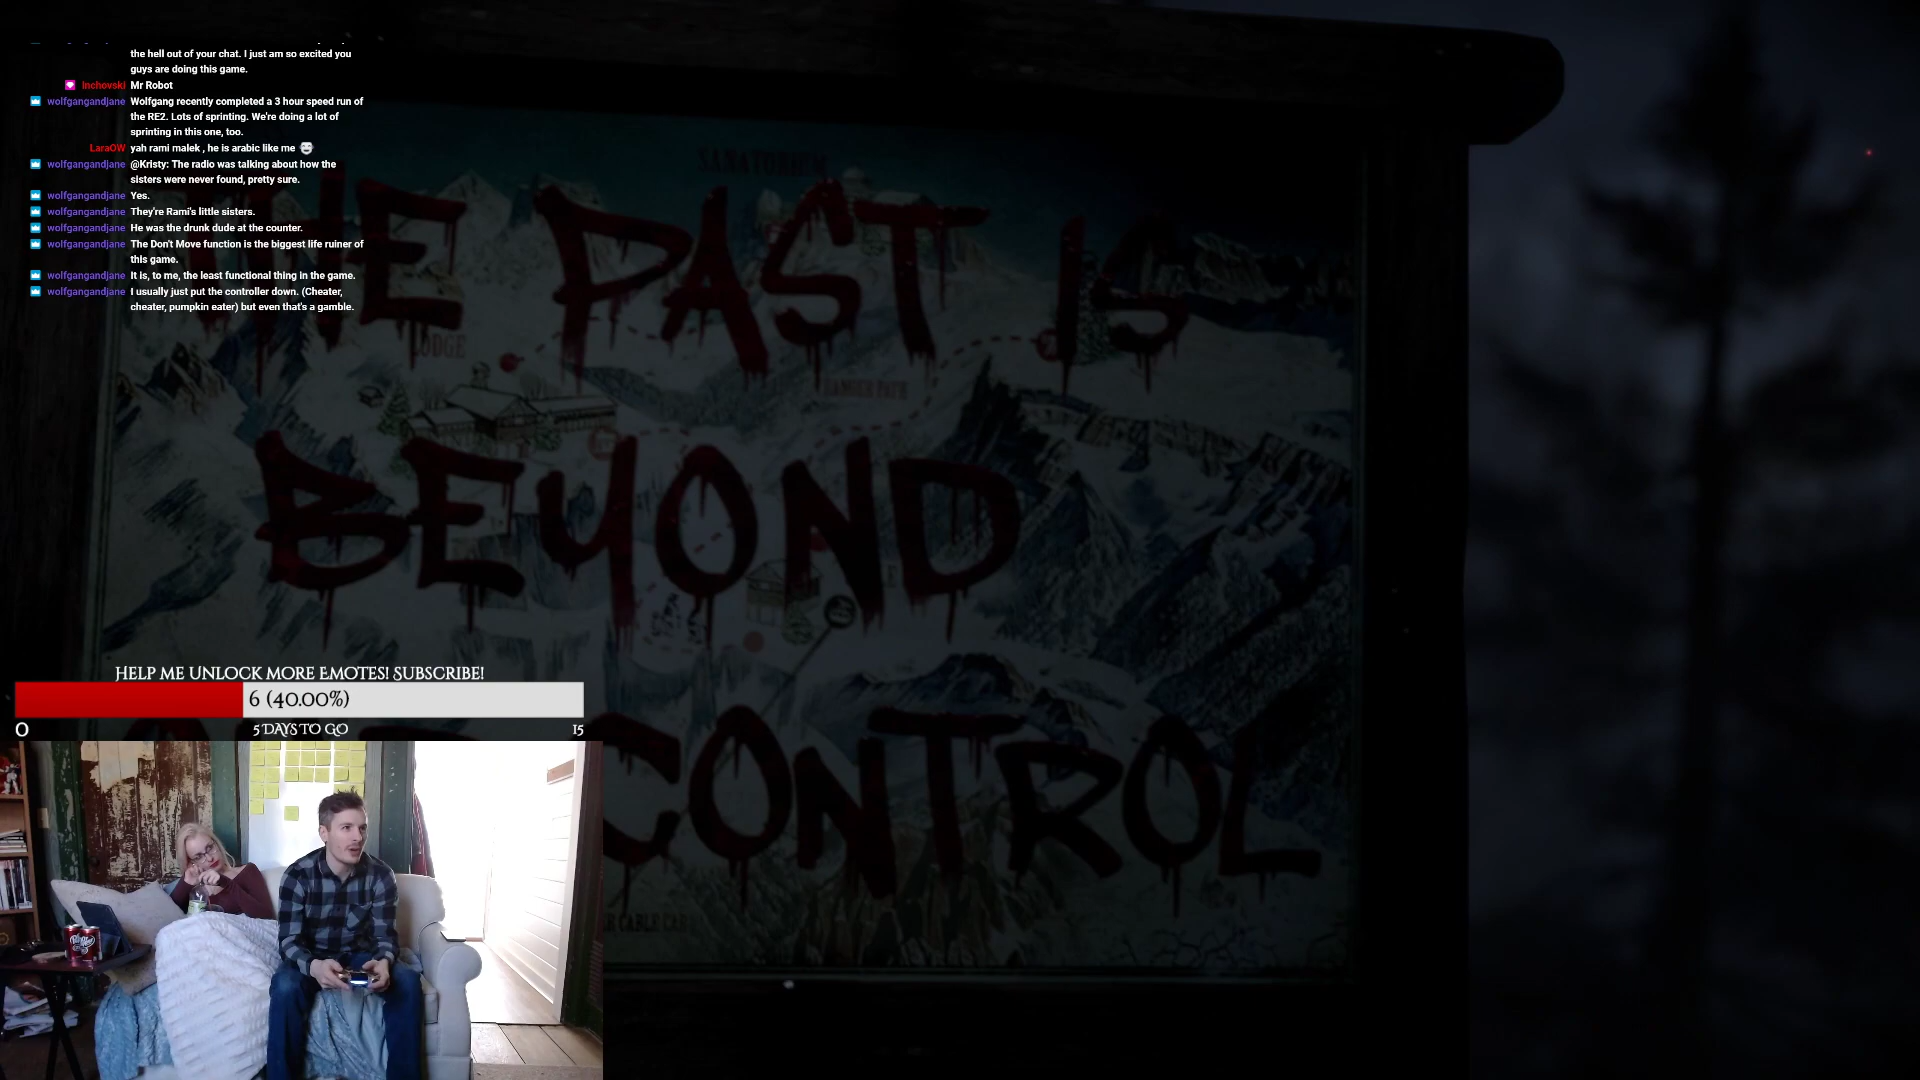 the hell out of your chat. I just am so excited you
guys are doing this game.
Inchovski Mr Robot
wolfgangandjane Wolfgang recently completed a 3 hour speed run of
the RE2. Lots of sprinting. We're doing a lot of
sprinting in this one, too.
LaraOW yah rami malek , he is arabic like me
wolfgangandjane @Kristy: The radio was talking about how the
sisters were never found, pretty sure.
wolfgangandjane Yes.
wolfgangandjane They're Rami's little sisters.
wolfgangandjane He was the drunk dude at the counter.
wolfgangandjane The Don't Move function is the biggest life ruiner of
this game.
wolfgangandjane It is, to me, the least functional thing in the game.
wolfgangandjane I usually just put the controller down. (Cheater,
cheater, pumpkin eater) but even that's a gamble.
SANATORIUM
THE PAST IS
LODGE
RANGER PATH
BEYOND
CONTROL
CABLE CAR
HELP ME UNLOCK MORE EMOTES! SUBSCRIBE!
6 (40.00%)
0 5 DAYS TO GO 15